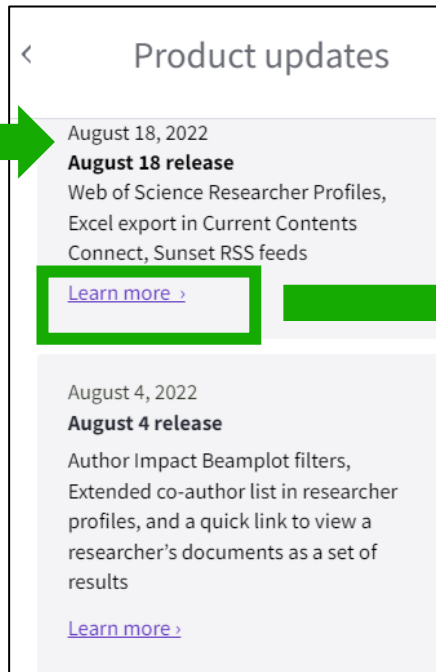 Product updates
August 18, 2022
August 18 release
Web of Science Researcher Profiles,
Excel export in Current Contents
Connect, Sunset RSS feeds
Learn more ›
August 4, 2022
August 4 release
Author Impact Beamplot filters,
Extended co-author list in researcher
profiles, and a quick link to view a
researcher’s documents as a set of
results
Learn more ›